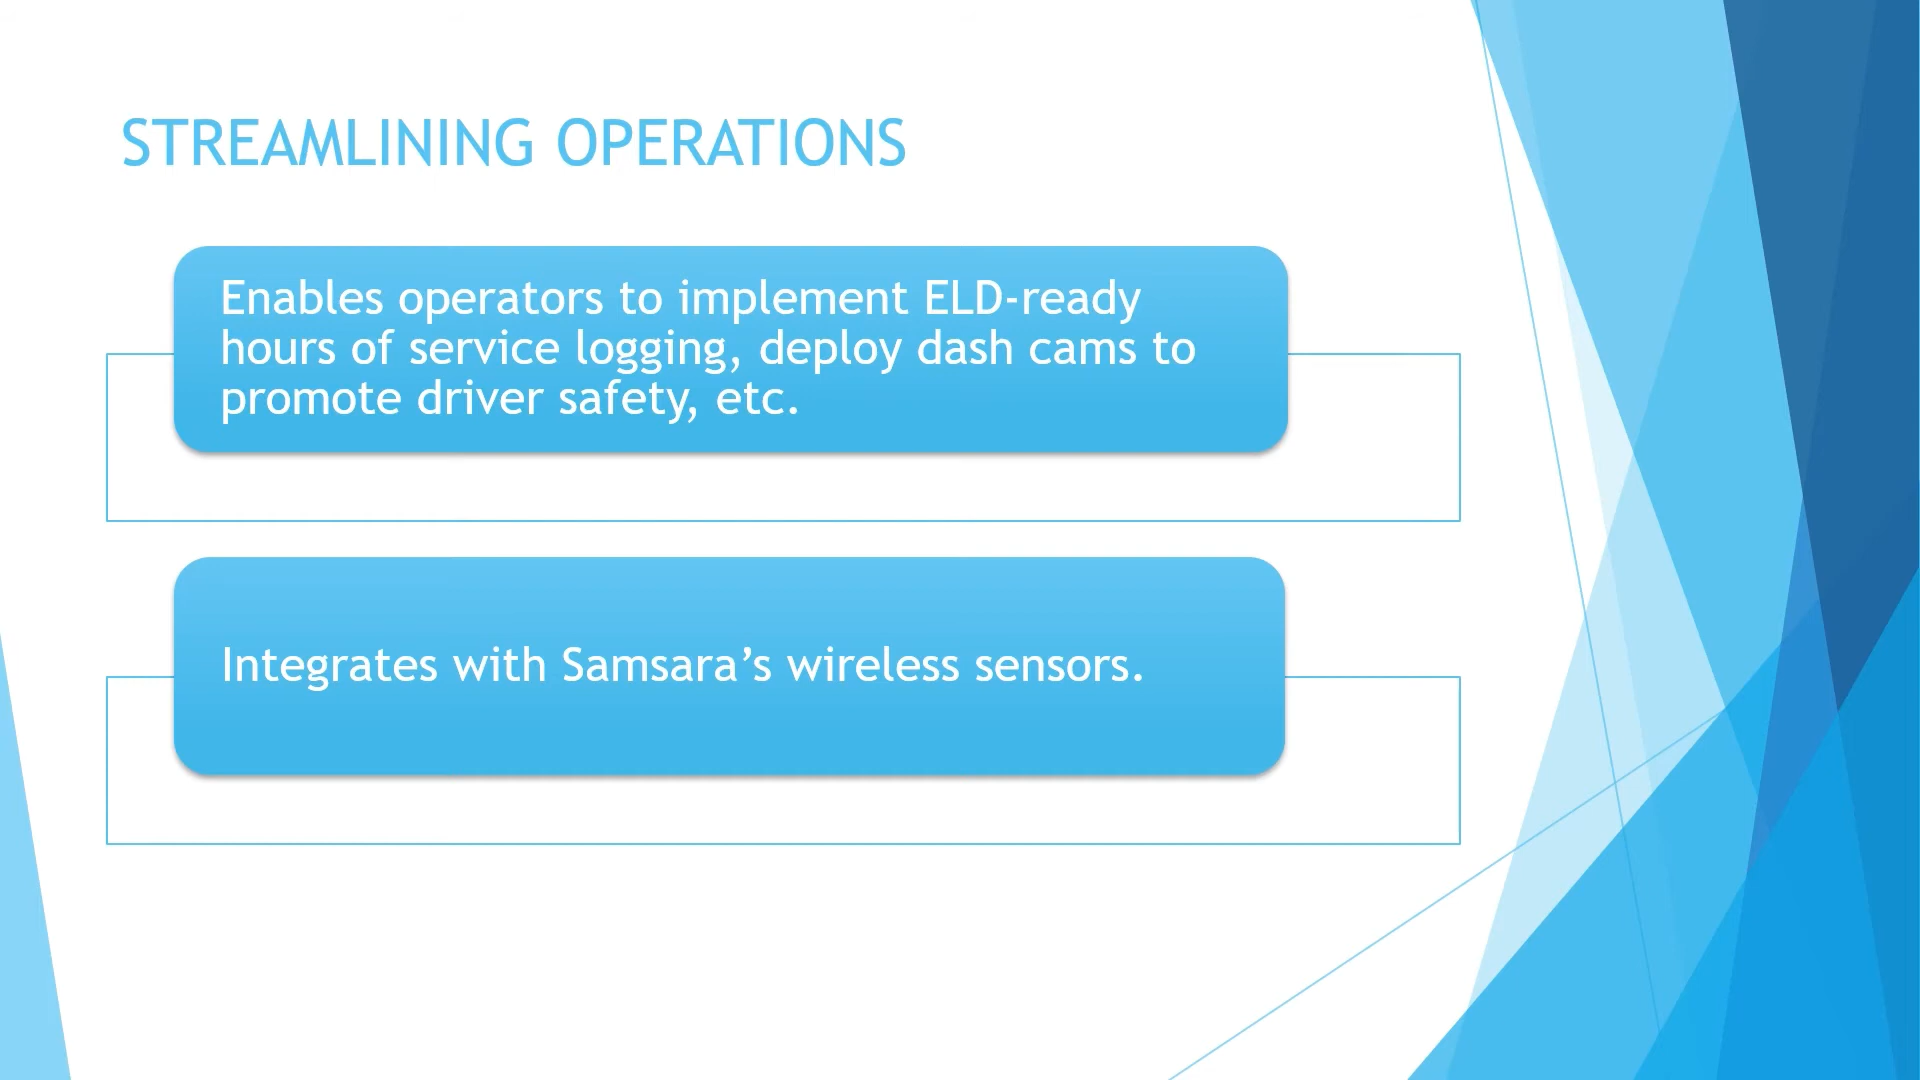 STREAMLINING OPERATIONS
Enables operators to implement ELD-ready
hours of service logging, deploy dash cams to
promote driver safety, etc.
Integrates with Samsara’s wireless sensors.